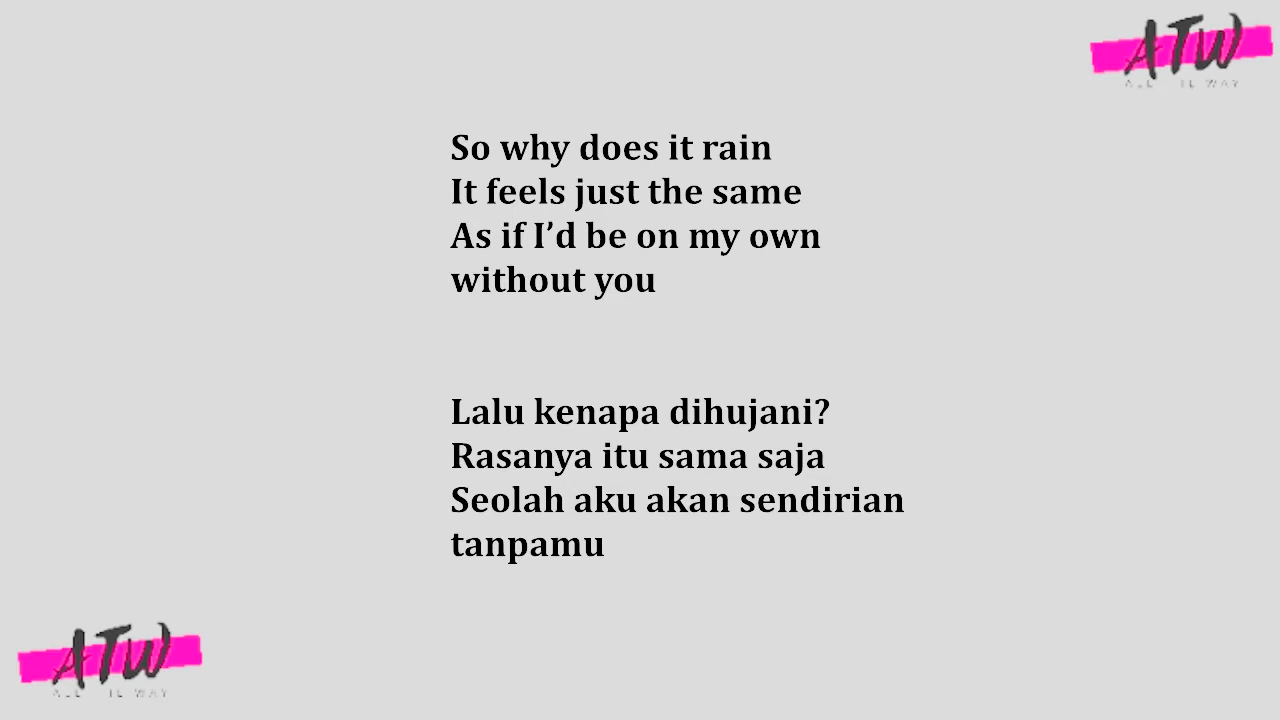 ATW
So why does it rain
It feels just the same
As if I’d be on my own
without you
Lalu kenapa dihujani?
Rasanya itu sama saja
Seolah aku akan sendirian
tanpamu
ATW